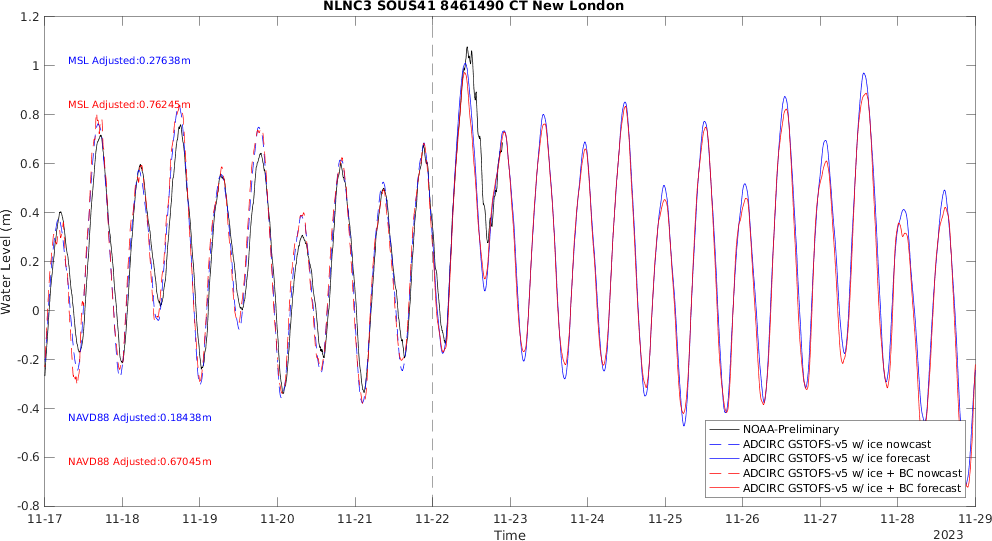 NLNC3 SOUS41 8461490 CT New London
1.2
1
0.8
0.6
0.4
0.2
0
-0.2
-0.4
-0.6
-0.8
Water Level (m)
MSL Adjusted:0.27638m
MSL Adjusted:0.76245m
NAVD88 Adjusted:0.18438m
NAVD88 Adjusted:0.67045m
NOAA-Preliminary
ADCIRC GSTOFS-v5 w/ ice nowcast
ADCIRC GSTOFS-v5 w/ ice forecast
ADCIRC GSTOFS-v5 w/ ice + BC nowcast
ADCIRC GSTOFS-v5 w/ ice + BC forecast
11-17 11-18 11-19 11-20 11-21 11-22 11-23 11-24 11-25 11-26 11-27 11-28 11-29
Time
2023